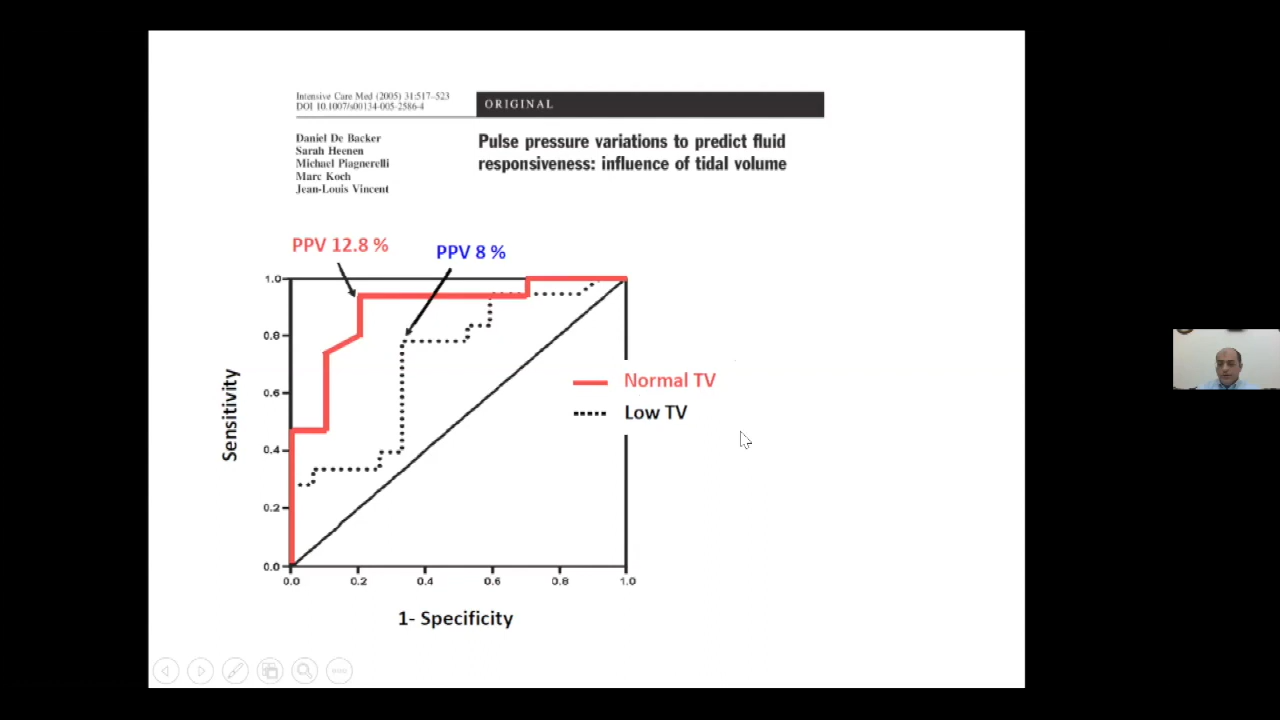 Intensive Care Med (2005) 31:517–523
DOI 10.1007/s00134-005-2586-4
ORIGINAL
Daniel De Backer
Sarah Heenen
Michael Piagnerelli
Marc Koch
Jean-Louis Vincent
Pulse pressure variations to predict fluid
responsiveness: influence of tidal volume
PPV 12.8 %
PPV 8 %
1.0
0.8
0.6
0.4
0.2
0.0
Sensitivity
Normal TV
Low TV
0.0 0.2 0.4 0.6 0.8 1.0
1- Specificity